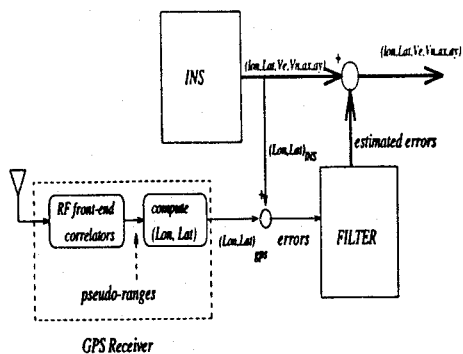 INS
(lon,Lat,Ve,Vn,ax,ay)
+
(lon,Lat,Ve,Vn,ax,ay)
(Lon,Lat)INS
estimated errors
+
RF front-end
correlators
compute
(Lon, Lat)
(Lon,Lat)
gps
errors
FILTER
pseudo-ranges
GPS Receiver